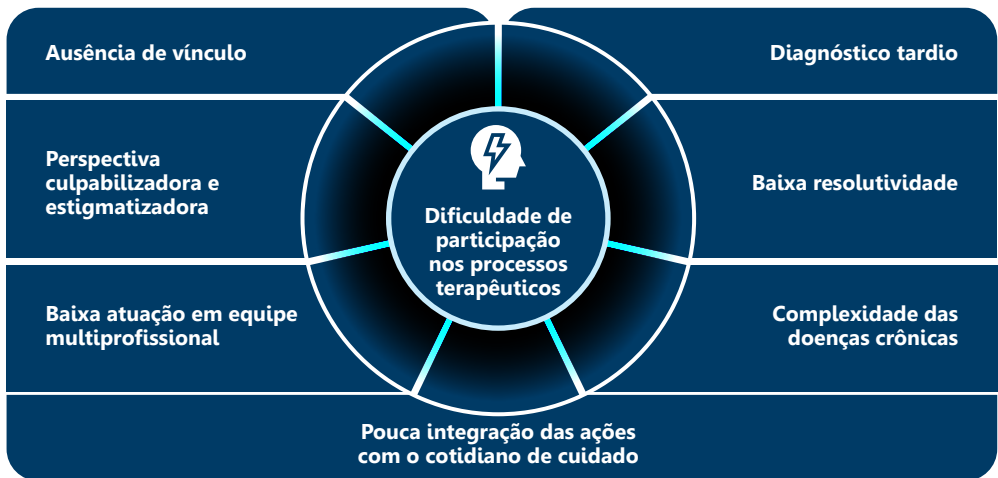 Ausência de vínculo
Diagnóstico tardio
Perspectiva
culpabilizadora e
estigmatizadora
Baixa resolutividade
Dificuldade de
participação
nos processos
terapêuticos
Baixa atuação em equipe
multiprofissional
Complexidade das
doenças crônicas
Pouca integração das ações
com o cotidiano de cuidado